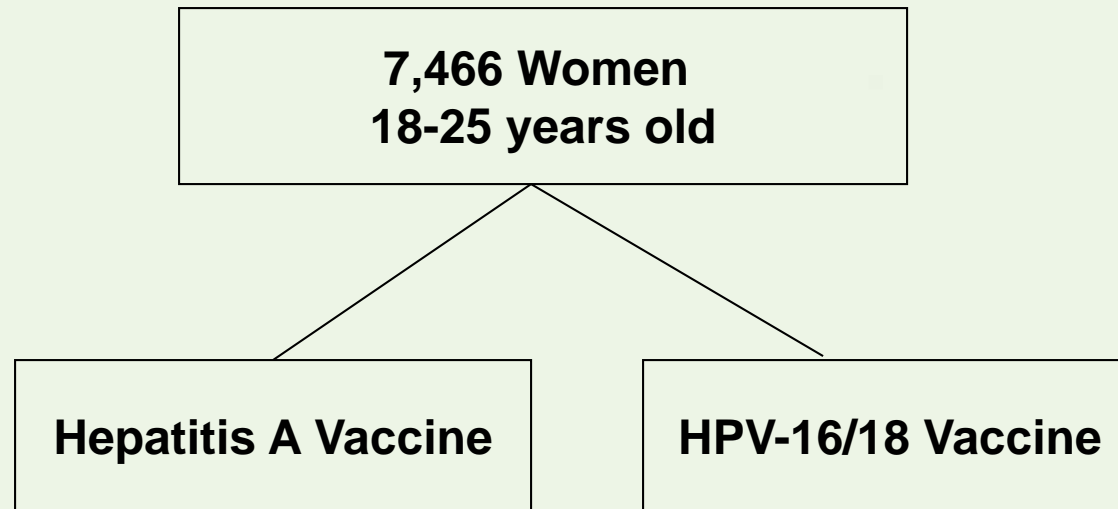 7,466 Women
18-25 years old
Hepatitis A Vaccine
HPV-16/18 Vaccine